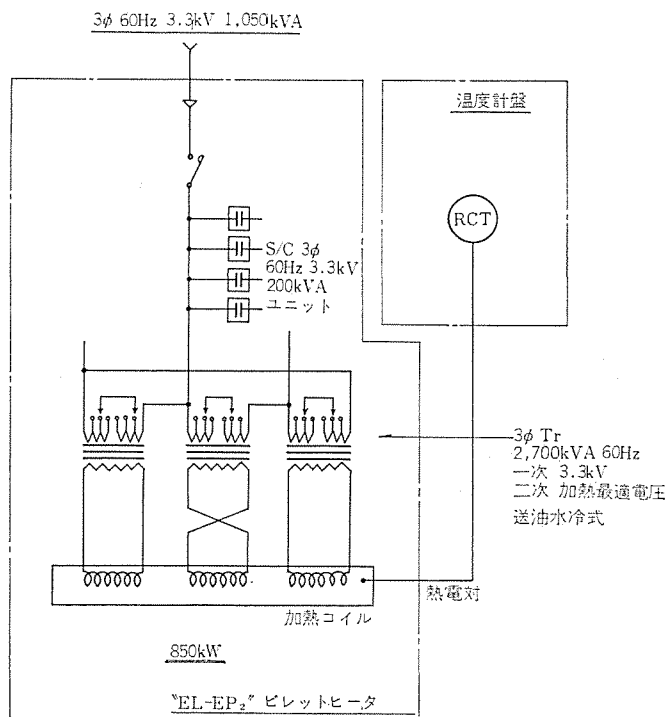 3φ 60Hz 3.3kV 1,050kVA
温度計盤
RCT
S/C 3φ
60Hz 3.3kV
200kVA
ユニット
3φ Tr
2,700kVA 60Hz
一次 3.3kV
二次 加熱最適電圧
送油水冷式
熱電対
加熱コイル
850kW
"EL-EP₂" ビレットヒータ